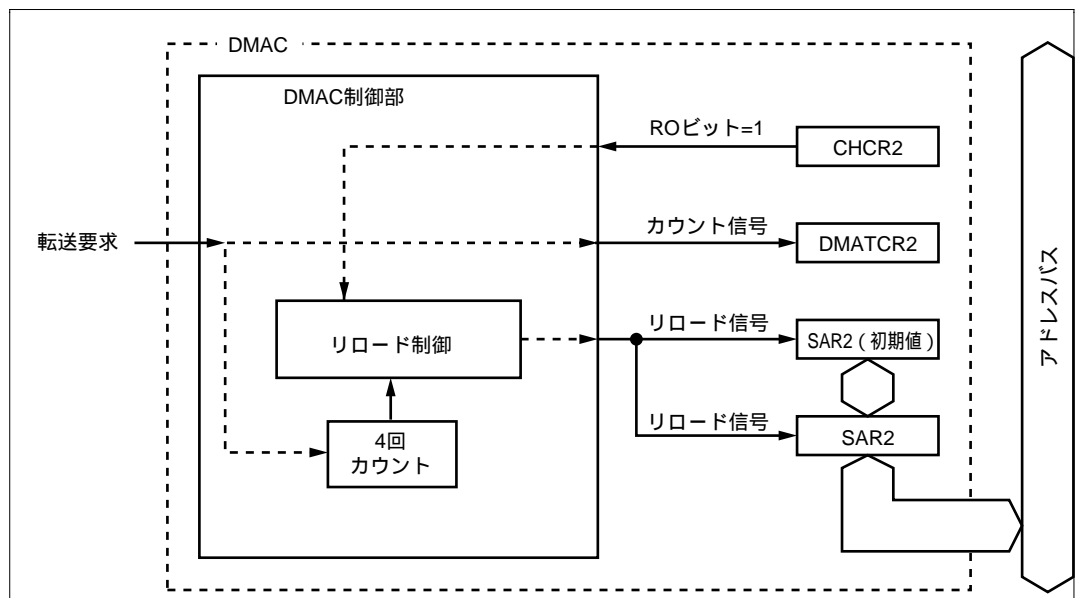 DMAC
DMAC制御部
ROビット=1
CHCR2
転送要求
カウント信号
DMATCR2
リロード制御
リロード信号
SAR2（初期値）
4回
カウント
リロード信号
SAR2
アドレスバス